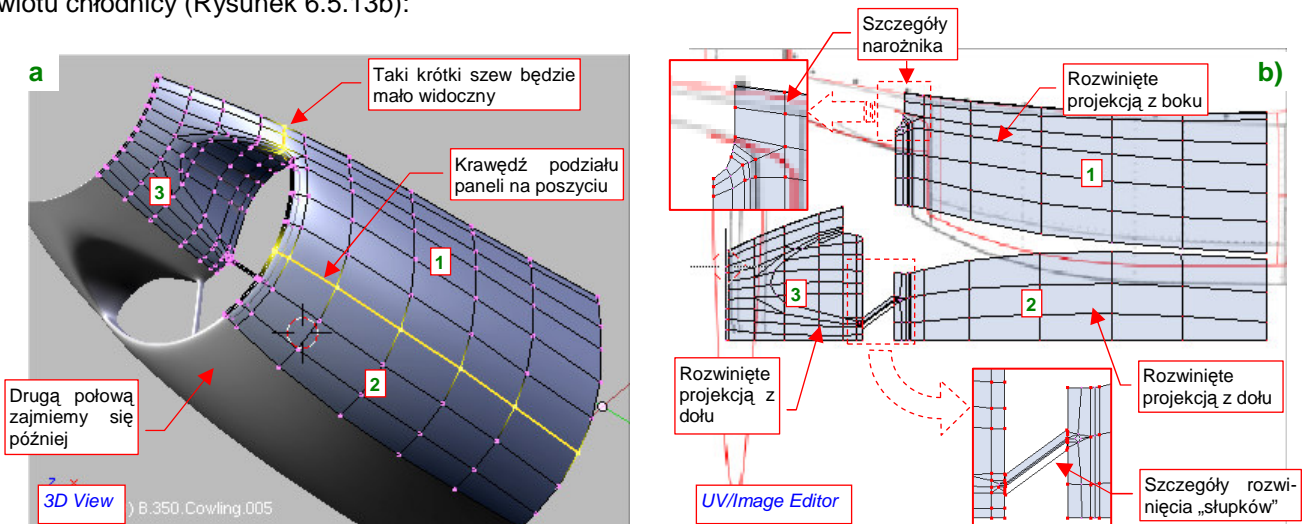 wlotu chłodnicy (Rysunek 6.5.13b):
a
Taki krótki szew będzie
mało widoczny
Krawędź podziału
paneli na poszyciu
3
1
2
Drugą połową
zajmiemy się
później
3D View
) B.350.Cowling.005
Szczegóły
narożnika
b)
Rozwinięte
projekcją z boku
1
3
2
Rozwinięte
projekcją z
dołu
Rozwinięte
projekcją z dołu
UV/Image Editor
Szczegóły rozwi-
nięcia „słupków”